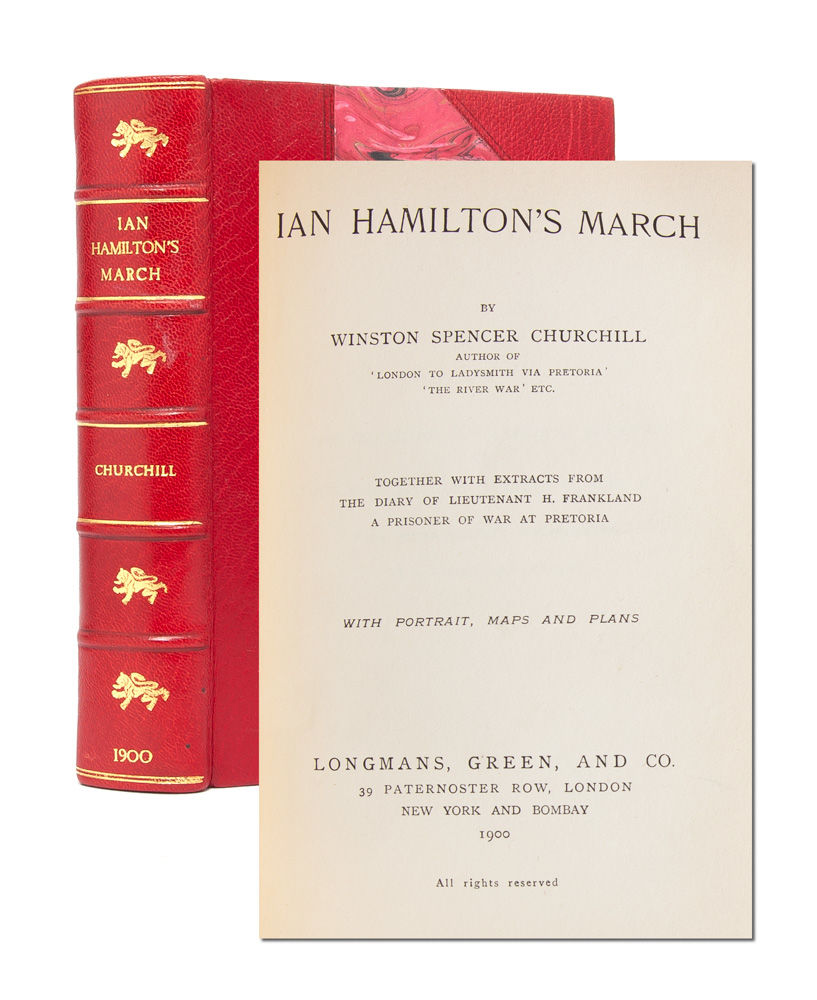 IAN
HAMILTON'S
MARCH
CHURCHILL
1900
IAN HAMILTON'S MARCH
BY
WINSTON SPENCER CHURCHILL
AUTHOR OF
'LONDON TO LADYSMITH VIA PRETORIA'
'THE RIVER WAR' ETC.
TOGETHER WITH EXTRACTS FROM
THE DIARY OF LIEUTENANT H. FRANKLAND
A PRISONER OF WAR AT PRETORIA
WITH PORTRAIT, MAPS AND PLANS
LONGMANS, GREEN, AND CO.
39 PATERNOSTER ROW, LONDON
NEW YORK AND BOMBAY
1900
All rights reserved